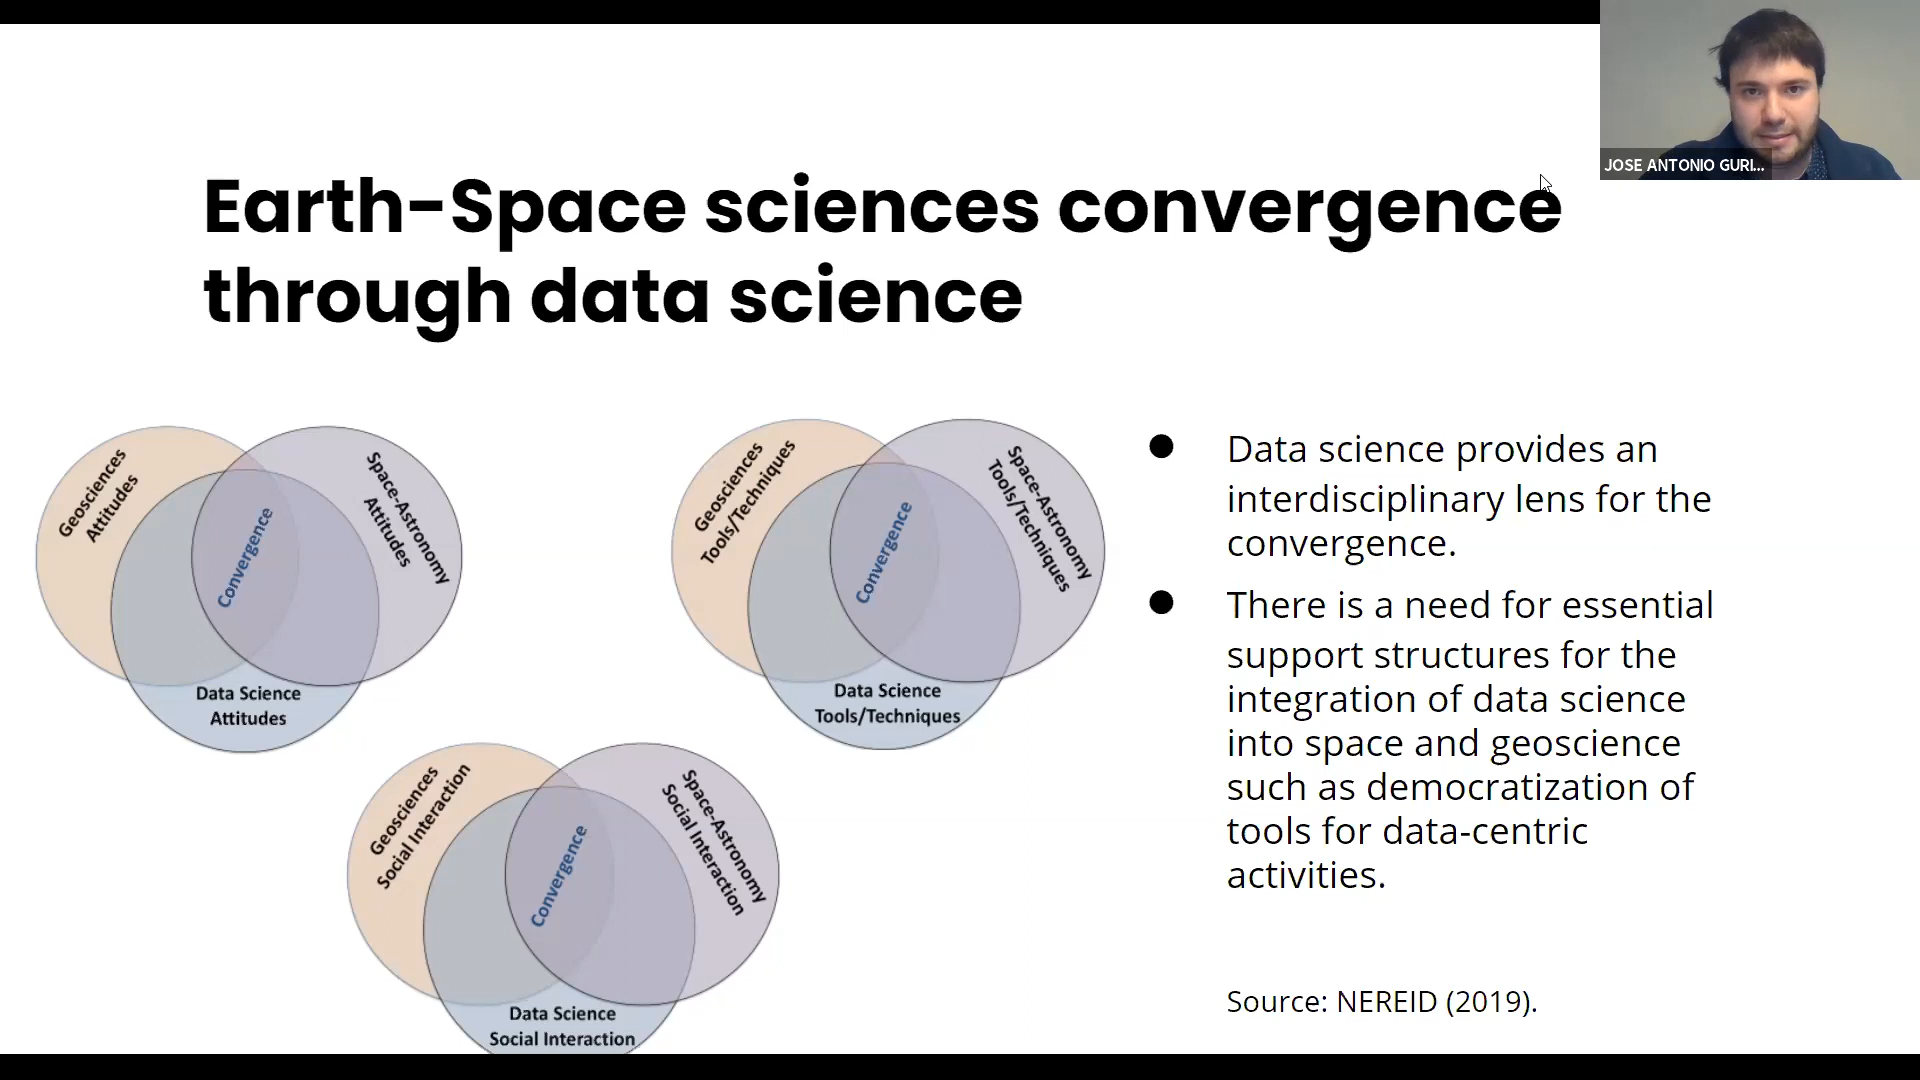 JOSE ANTONIO GURI...
Earth-Space sciences convergence
through data science
Geosciences
Attitudes
Space-Astronomy
Attitudes
Convergence
Data Science
Attitudes
Geosciences
Tools/Techniques
Space-Astronomy
Tools/Techniques
Convergence
Data Science
Tools/Techniques
Geosciences
Social Interaction
Space-Astronomy
Social Interaction
Convergence
Data Science
Social Interaction
● Data science provides an
interdisciplinary lens for the
convergence.
● There is a need for essential
support structures for the
integration of data science
into space and geoscience
such as democratization of
tools for data-centric
activities.
Source: NEREID (2019).